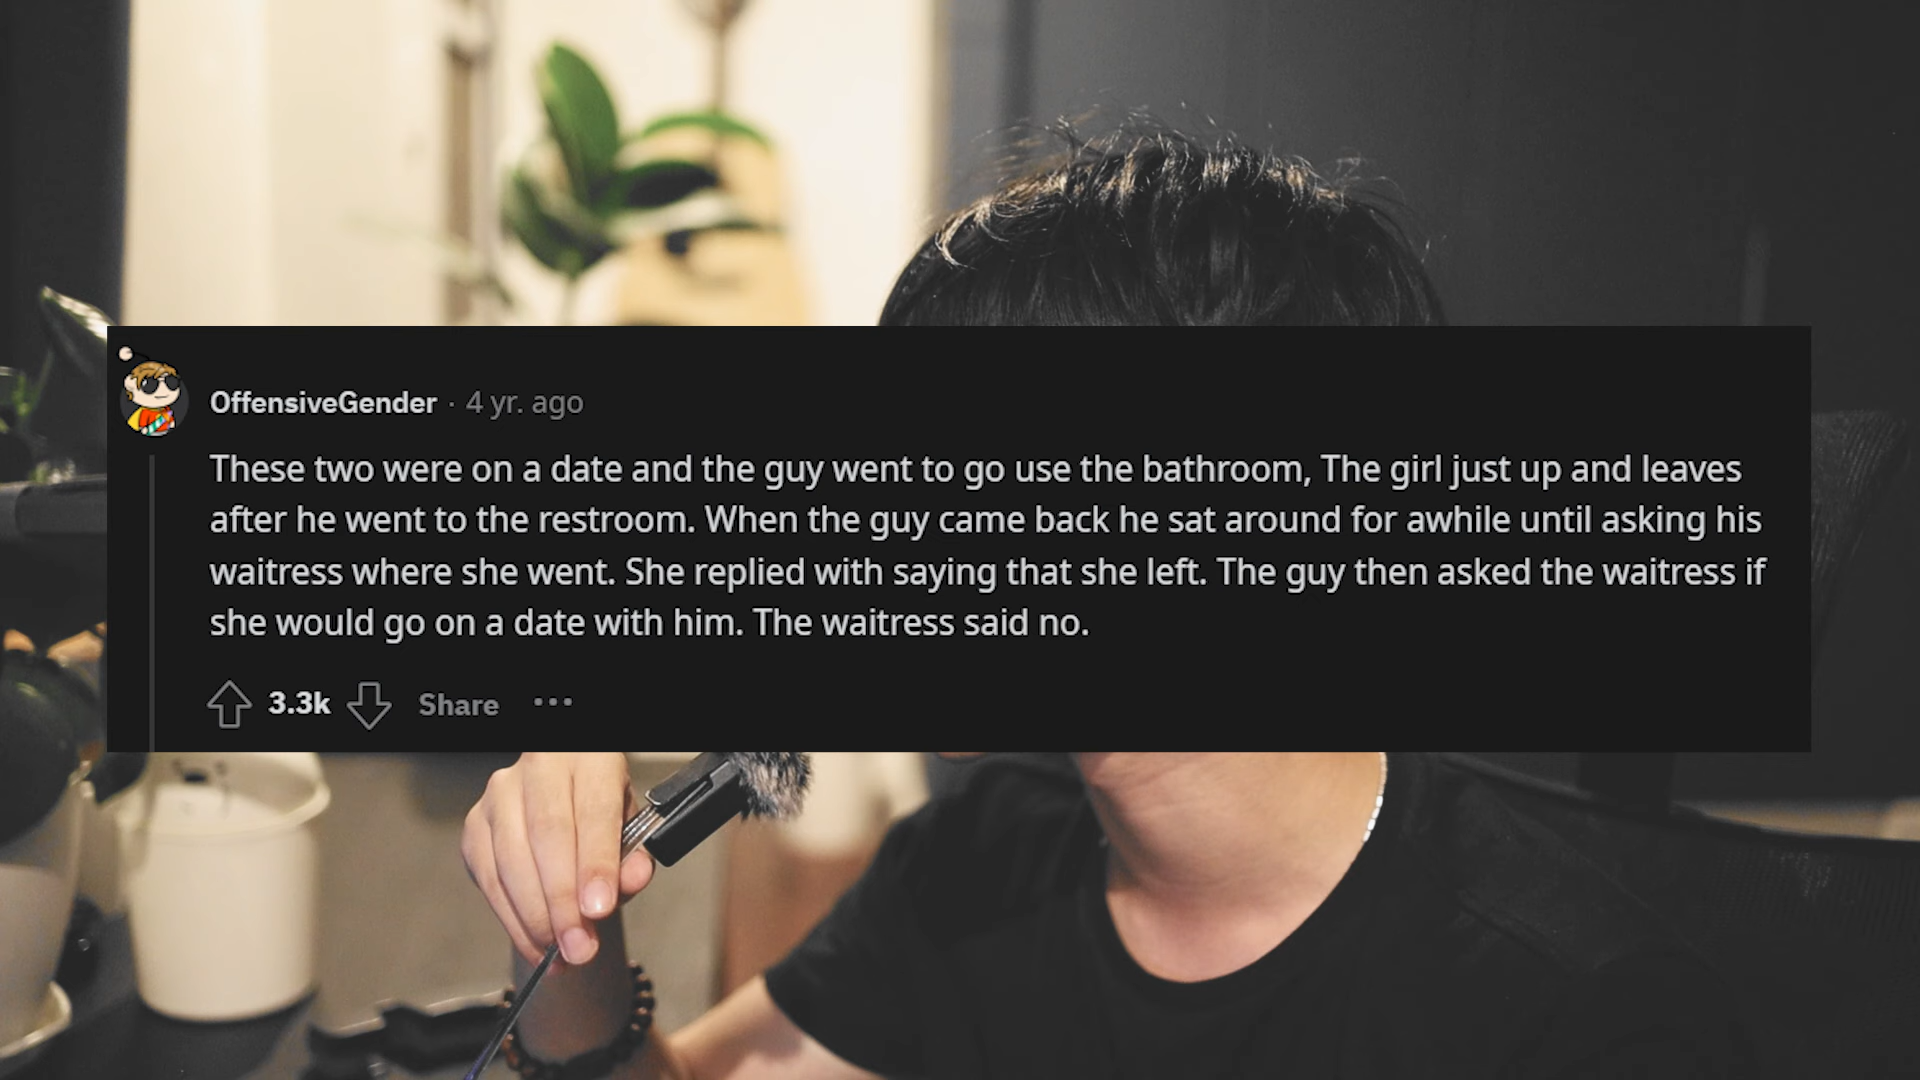 OffensiveGender · 4 yr. ago
These two were on a date and the guy went to go use the bathroom, The girl just up and leaves
after he went to the restroom. When the guy came back he sat around for awhile until asking his
waitress where she went. She replied with saying that she left. The guy then asked the waitress if
she would go on a date with him. The waitress said no.
3.3k Share ···